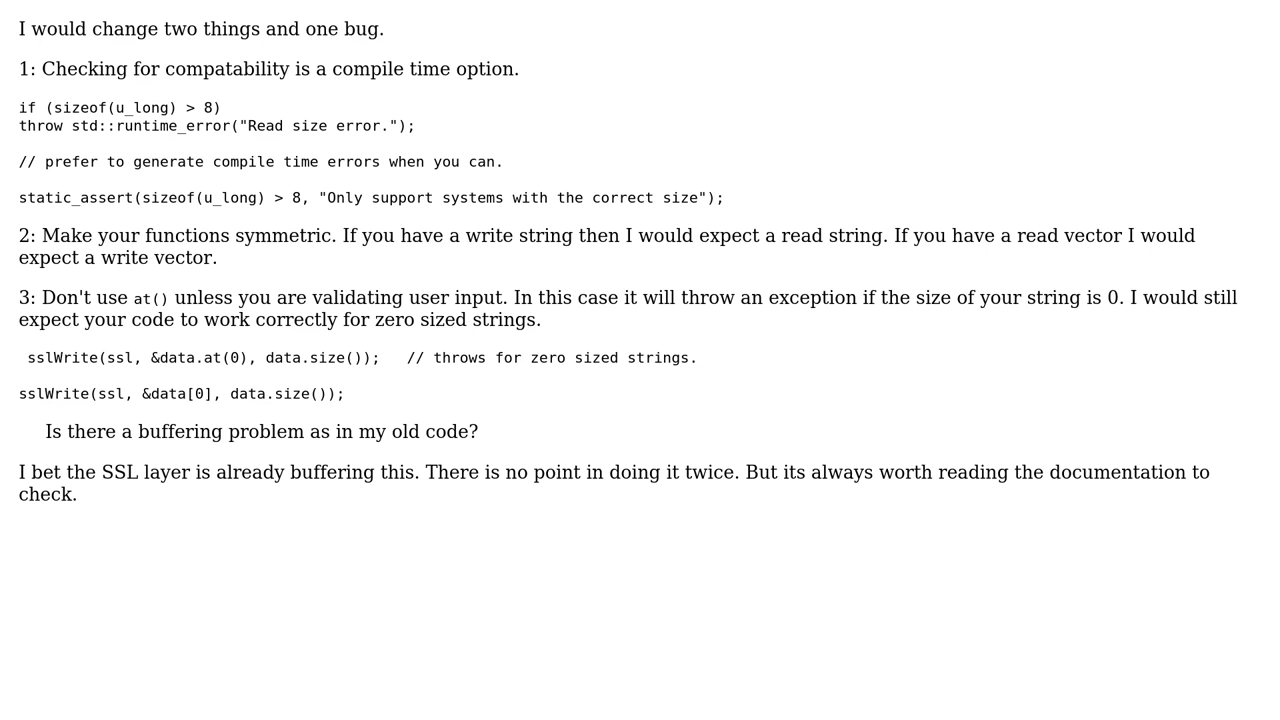 I would change two things and one bug.
1: Checking for compatability is a compile time option.
if (sizeof(u_long) > 8)
throw std::runtime_error("Read size error.");
// prefer to generate compile time errors when you can.
static_assert(sizeof(u_long) > 8, "Only support systems with the correct size");
2: Make your functions symmetric. If you have a write string then I would expect a read string. If you have a read vector I would
expect a write vector.
3: Don't use at() unless you are validating user input. In this case it will throw an exception if the size of your string is 0. I would still
expect your code to work correctly for zero sized strings.
sslWrite(ssl, &data.at(0), data.size());   // throws for zero sized strings.
sslWrite(ssl, &data[0], data.size());
Is there a buffering problem as in my old code?
I bet the SSL layer is already buffering this. There is no point in doing it twice. But its always worth reading the documentation to
check.